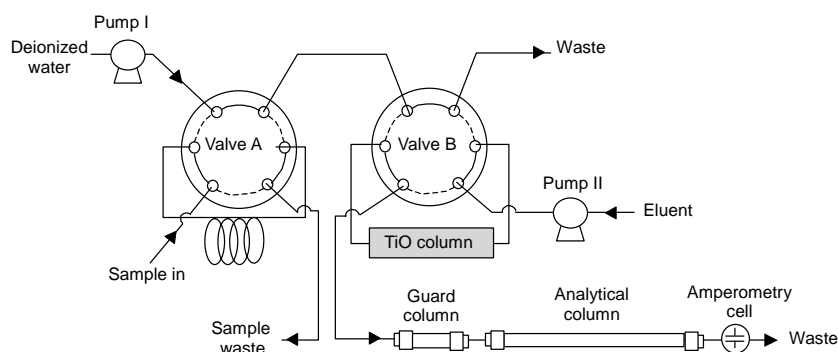 Pump I
Deionized
water
Waste
Valve A
Valve B
Pump II
Eluent
TiO column
Sample in
Guard
column
Analytical
column
Amperometry
cell
Sample
waste
Waste